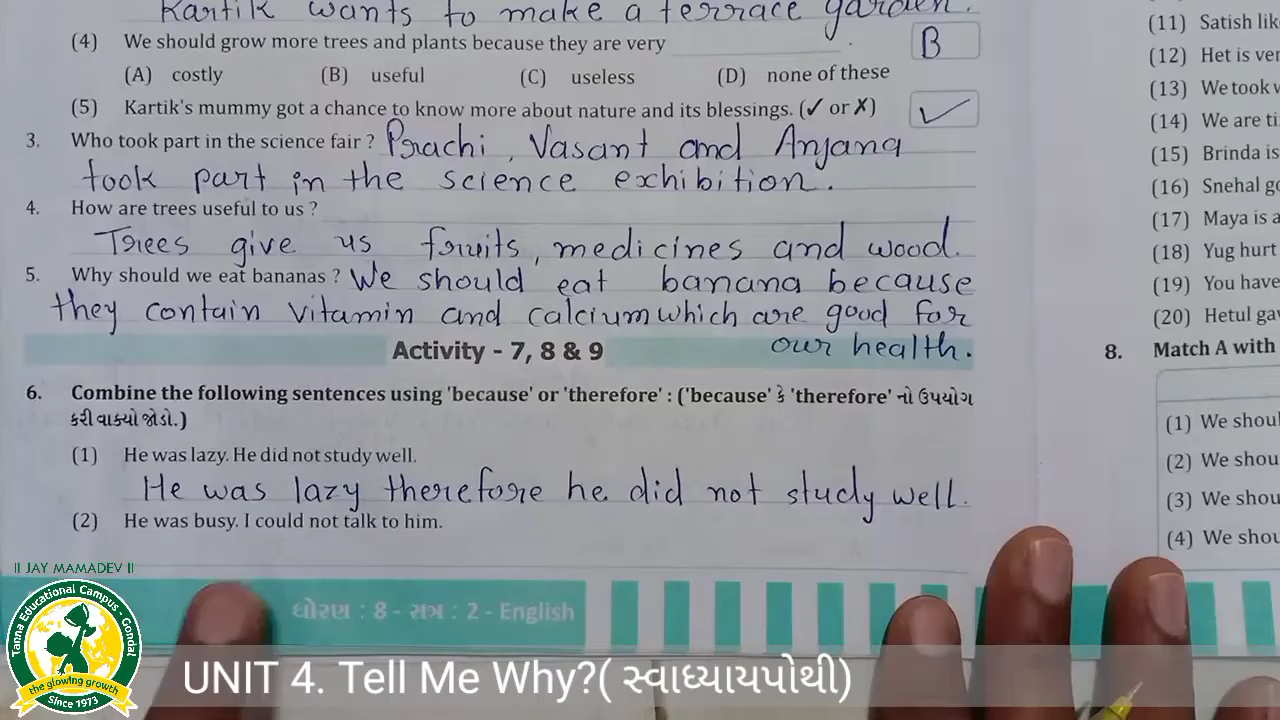 Kartik wants to make a terrace garden.
(4) We should grow more trees and plants because they are very ______ . B
(A) costly (B) useful (C) useless (D) none of these
(5) Kartik's mummy got a chance to know more about nature and its blessings. (✓ or ✗) ✓
3. Who took part in the science fair ? Prachi, Vasant and Anjana
took part in the science exhibition.
4. How are trees useful to us ?
Trees give us fruits, medicines and wood.
5. Why should we eat bananas ? We should eat banana because
they contain vitamin and calcium which are good for
our health.
Activity - 7, 8 & 9
6. Combine the following sentences using 'because' or 'therefore' : ('because' કે 'therefore' નો ઉપયોગ
કરી વાક્યો જોડો.)
(1) He was lazy. He did not study well.
He was lazy therefore he did not study well.
(2) He was busy. I could not talk to him.
ધોરણ : 8 - સત્ર : 2 - English
(11) Satish lik
(12) Het is ver
(13) We took
(14) We are ti
(15) Brinda is
(16) Snehal go
(17) Maya is a
(18) Yug hurt
(19) You have
(20) Hetul gav
8. Match A with
(1) We shoul
(2) We shou
(3) We shou
(4) We shou
|| JAY MAMADEV ||
Tanna Educational Campus - Gondal
the glowing growth
Since 1973
UNIT 4. Tell Me Why?( સ્વાધ્યાયપોથી)